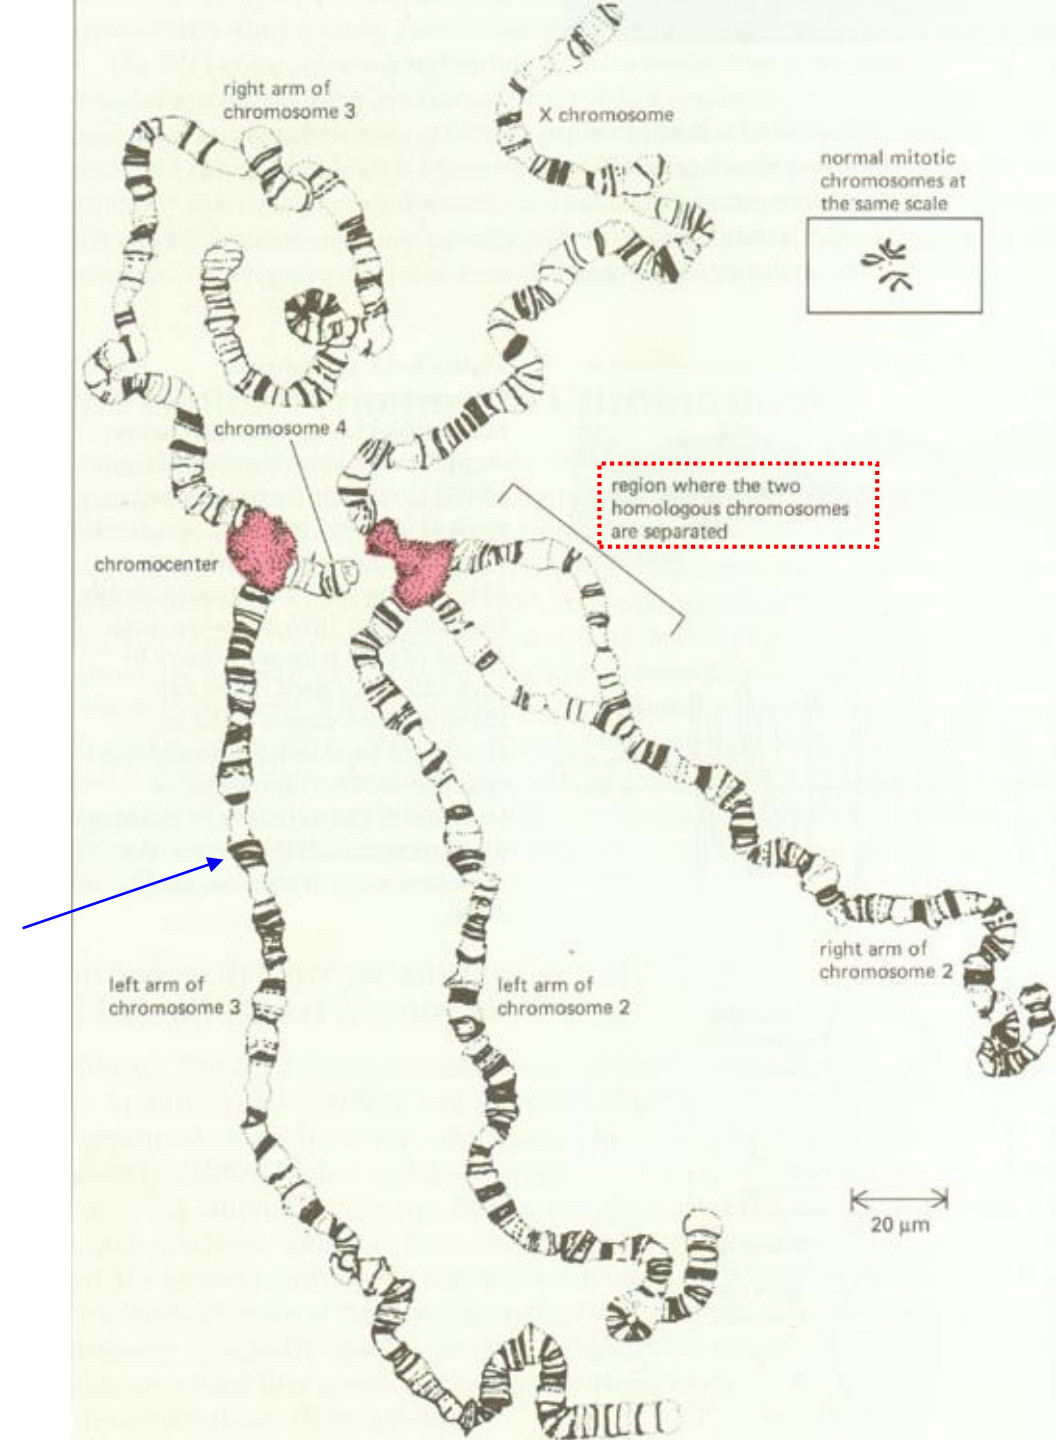 right arm of
chromosome 3
X chromosome
normal mitotic
chromosomes at
the same scale
chromosome 4
region where the two
homologous chromosomes
are separated
chromocenter
right arm of
chromosome 2
left arm of
chromosome 3
left arm of
chromosome 2
20 µm